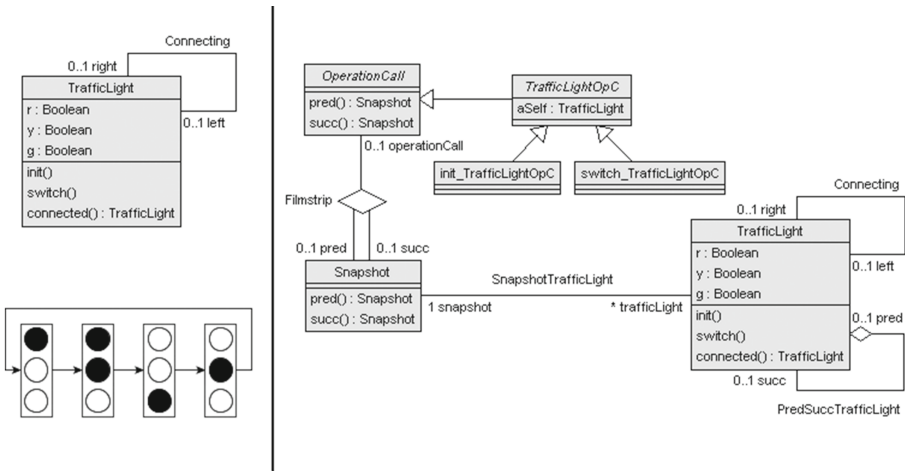 Connecting
0..1 right
TrafficLight
r : Boolean
y : Boolean
g : Boolean
0..1 left
init()
switch()
connected() : TrafficLight
OperationCall
pred() : Snapshot
succ() : Snapshot
TrafficLightOpC
aSelf : TrafficLight
0..1 operationCall
init_TrafficLightOpC
switch_TrafficLightOpC
Filmstrip
0..1 pred
0..1 succ
Snapshot
pred() : Snapshot
succ() : Snapshot
SnapshotTrafficLight
1 snapshot
* trafficLight
Connecting
0..1 right
TrafficLight
r : Boolean
y : Boolean
g : Boolean
0..1 left
init()
switch()
connected() : TrafficLight
0..1 pred
0..1 succ
PredSuccTrafficLight